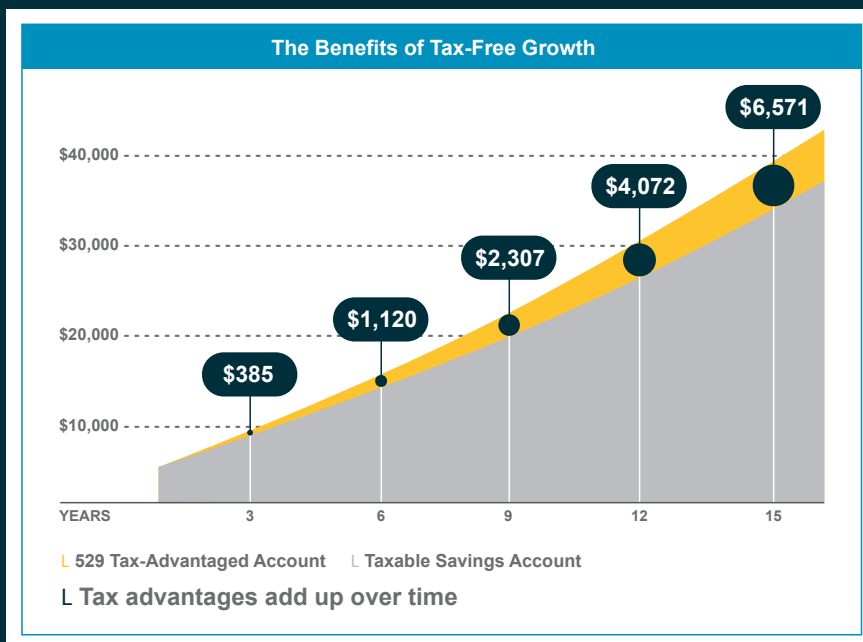 The Benefits of Tax-Free Growth
$6,571
$40,000
$4,072
$30,000
$2,307
$1,120
$20,000
$385
$10,000
YEARS 3 6 9 12 15
L 529 Tax-Advantaged Account L Taxable Savings Account
L Tax advantages add up over time